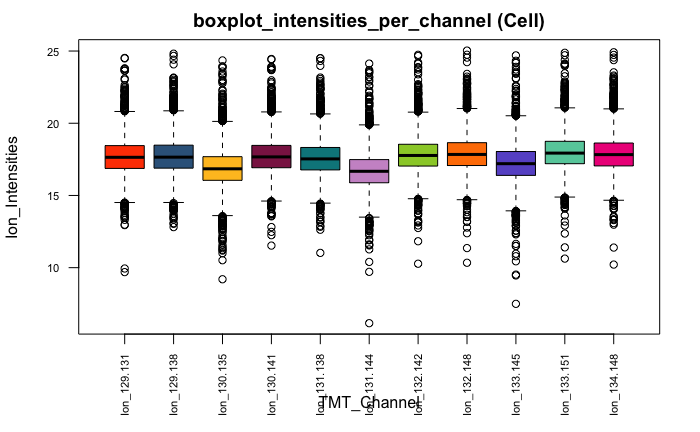 boxplot_intensities_per_channel (Cell)
Ion_Intensities
25
20
15
10
Ion_129.131
Ion_129.138
Ion_130.135
Ion_130.141
Ion_131.138
Ion_131.144
Ion_132.142
Ion_132.148
Ion_133.145
Ion_133.151
Ion_134.148
TMT_Channel